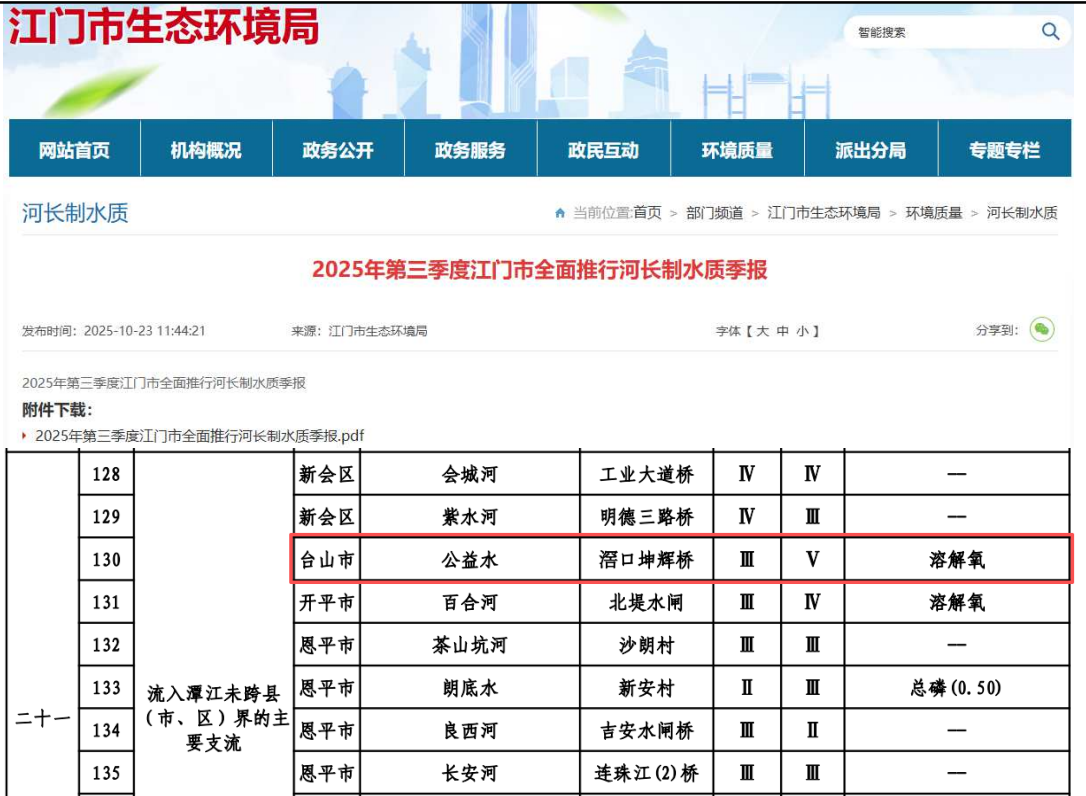 江门市生态环境局
智能搜索
网站首页 机构概况 政务公开 政务服务 政民互动 环境质量 派出分局 专题专栏
河长制水质 当前位置:首页 > 部门频道 > 江门市生态环境局 > 环境质量 > 河长制水质
2025年第三季度江门市全面推行河长制水质季报
发布时间：2025-10-23 11:44:21 来源：江门市生态环境局 字体【 大 中 小 】 分享到：
2025年第三季度江门市全面推行河长制水质季报
附件下载：
2025年第三季度江门市全面推行河长制水质季报.pdf
128 新会区 会城河 工业大道桥 Ⅳ Ⅳ —
129 新会区 紫水河 明德三路桥 Ⅳ Ⅲ —
130 台山市 公益水 滘口坤辉桥 Ⅲ Ⅴ 溶解氧
131 开平市 百合河 北堤水闸 Ⅲ Ⅳ 溶解氧
132 恩平市 茶山坑河 沙朗村 Ⅲ Ⅲ —
133 恩平市 朗底水 新安村 Ⅱ Ⅲ 总磷(0.50)
二十一
流入潭江未跨县
（市、区）界的主
要支流
134 恩平市 良西河 吉安水闸桥 Ⅲ Ⅱ —
135 恩平市 长安河 连珠江(2)桥 Ⅲ Ⅲ —